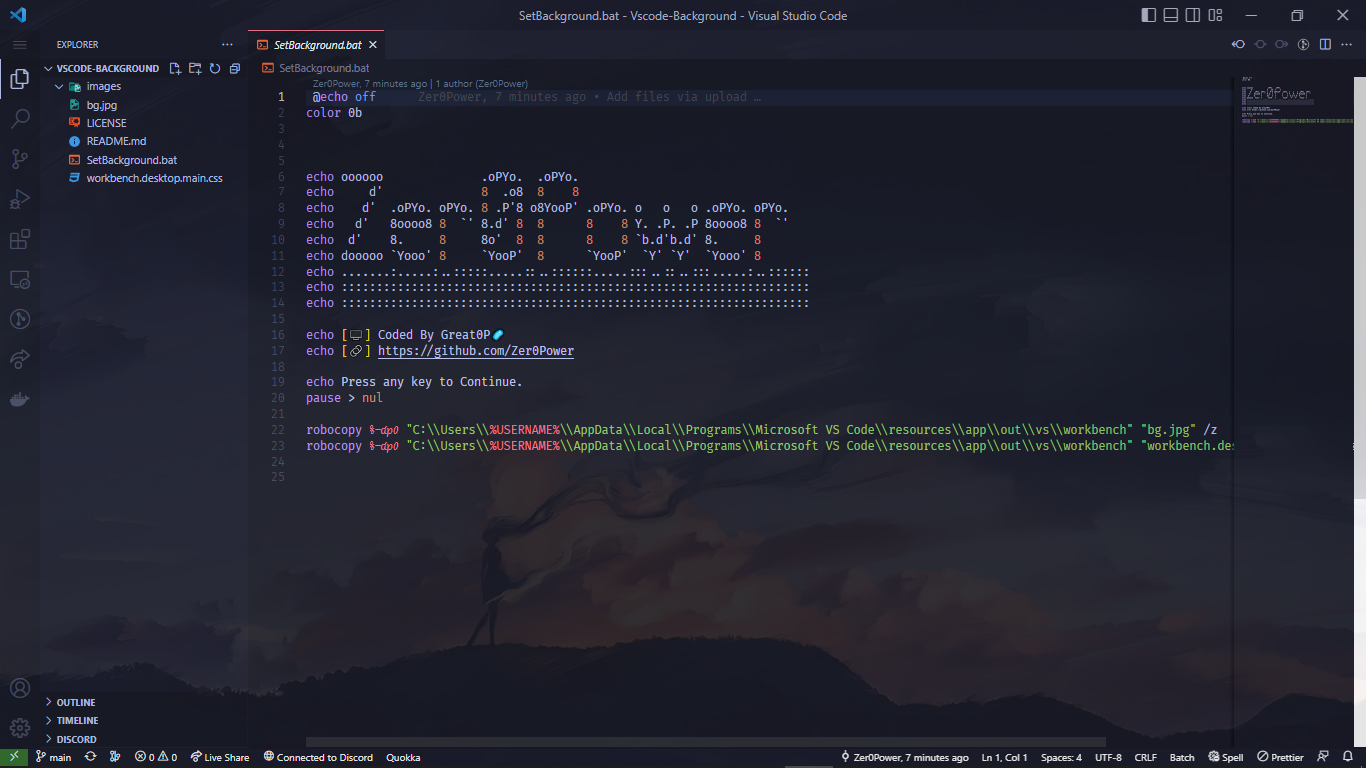 SetBackground.bat - Vscode-Background - Visual Studio Code
EXPLORER
VSCODE-BACKGROUND
images
bg.jpg
LICENSE
README.md
SetBackground.bat
workbench.desktop.main.css
OUTLINE
TIMELINE
DISCORD
SetBackground.bat
SetBackground.bat
Zer0Power, 7 minutes ago | 1 author (Zer0Power)
1 @echo off Zer0Power, 7 minutes ago • Add files via upload …
2 color 0b
3
4
5
6 echo oooooo              .oPYo.  .oPYo.
7 echo     d'              8  .o8  8    8
8 echo    d'  .oPYo. oPYo. 8 .P'8 o8YooP' .oPYo. o   o   o .oPYo. oPYo.
9 echo   d'   8oooo8 8  `' 8.d' 8  8      8    8 Y. .P. .P 8oooo8 8  `'
10 echo  d'    8.     8     8o'  8  8      8    8 `b.d'b.d' 8.     8
11 echo dooooo `Yooo' 8     `YooP'  8      `YooP'  `Y' `Y'  `Yooo' 8
12 echo .......:.....:..:::::.....::..::::::.....:::..::..:::.....:..::::::
13 echo :::::::::::::::::::::::::::::::::::::::::::::::::::::::::::::::::::
14 echo :::::::::::::::::::::::::::::::::::::::::::::::::::::::::::::::::::
15
16 echo [🖥️] Coded By Great0P🧪
17 echo [🔗] https://github.com/Zer0Power
18
19 echo Press any key to Continue.
20 pause > nul
21
22 robocopy %~dp0 "C:\\Users\\%USERNAME%\\AppData\\Local\\Programs\\Microsoft VS Code\\resources\\app\\out\\vs\\workbench" "bg.jpg" /z
23 robocopy %~dp0 "C:\\Users\\%USERNAME%\\AppData\\Local\\Programs\\Microsoft VS Code\\resources\\app\\out\\vs\\workbench" "workbench.des
24
25
main 0 0 Live Share Connected to Discord Quokka Zer0Power, 7 minutes ago Ln 1, Col 1 Spaces: 4 UTF-8 CRLF Batch Spell Prettier